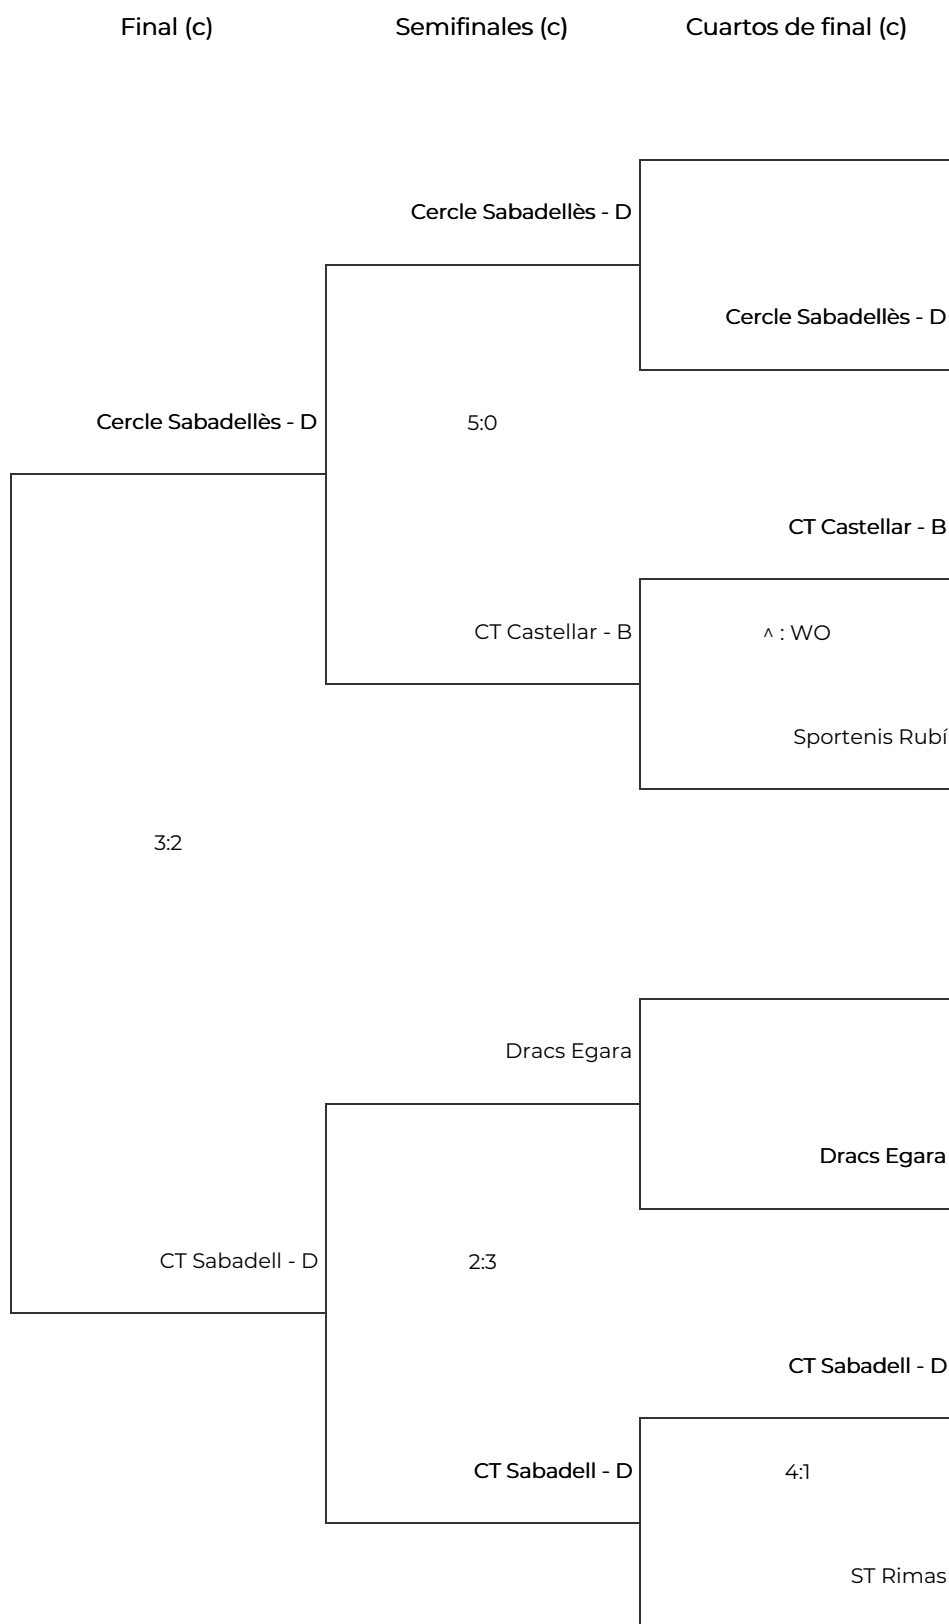 Final (c)
Semifinales (c)
Cuartos de final (c)
Cercle Sabadellès - D
Cercle Sabadellès - D
Cercle Sabadellès - D
5:0
CT Castellar - B
CT Castellar - B
^ : WO
Sportenis Rubí
3:2
Dracs Egara
Dracs Egara
CT Sabadell - D
2:3
CT Sabadell - D
CT Sabadell - D
4:1
ST Rimas